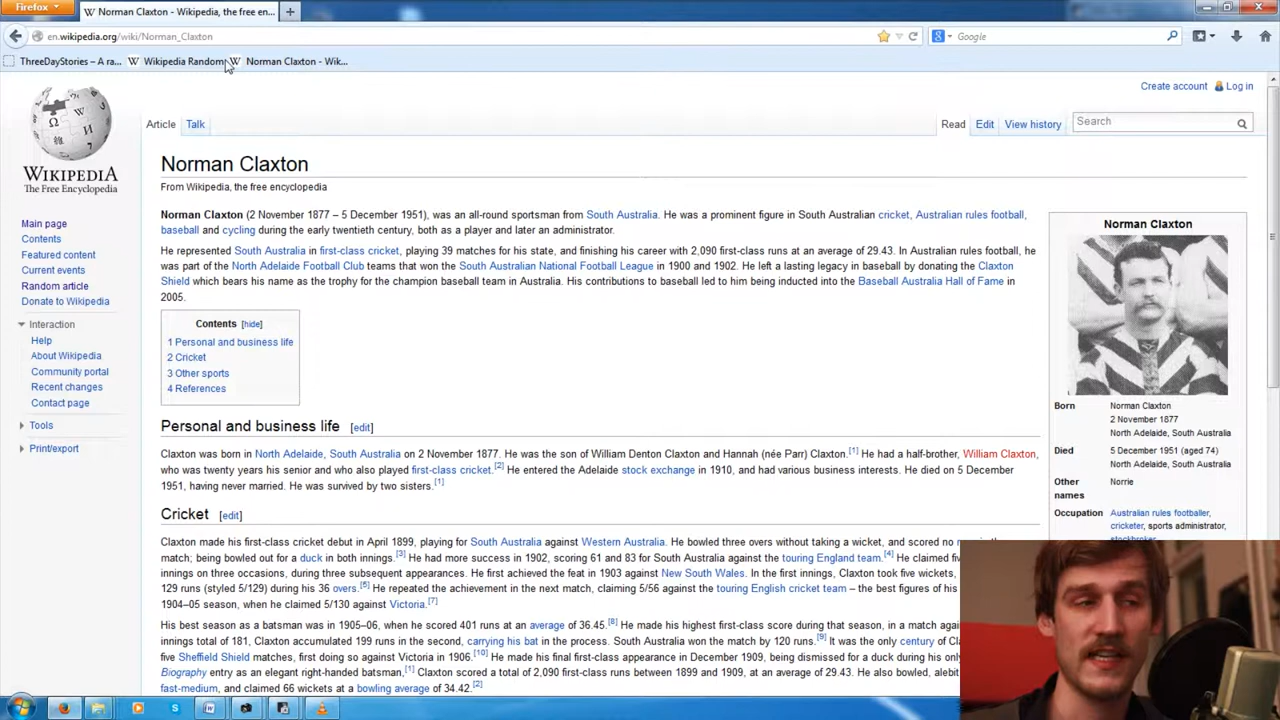 Firefox
Norman Claxton - Wikipedia, the free en...
en.wikipedia.org/wiki/Norman_Claxton
Google
ThreeDayStories – A ra...
Wikipedia Random
Norman Claxton - Wik...
Create account
Log in
Article
Talk
Read
Edit
View history
Search
WIKIPEDIA
The Free Encyclopedia
Main page
Contents
Featured content
Current events
Random article
Donate to Wikipedia
Interaction
Help
About Wikipedia
Community portal
Recent changes
Contact page
Tools
Print/export
Norman Claxton
From Wikipedia, the free encyclopedia
Norman Claxton (2 November 1877 – 5 December 1951), was an all-round sportsman from South Australia. He was a prominent figure in South Australian cricket, Australian rules football,
baseball and cycling during the early twentieth century, both as a player and later an administrator.
He represented South Australia in first-class cricket, playing 39 matches for his state, and finishing his career with 2,090 first-class runs at an average of 29.43. In Australian rules football, he
was part of the North Adelaide Football Club teams that won the South Australian National Football League in 1900 and 1902. He left a lasting legacy in baseball by donating the Claxton
Shield which bears his name as the trophy for the champion baseball team in Australia. His contributions to baseball led to him being inducted into the Baseball Australia Hall of Fame in
2005.
Contents [hide]
1 Personal and business life
2 Cricket
3 Other sports
4 References
Personal and business life [edit]
Claxton was born in North Adelaide, South Australia on 2 November 1877. He was the son of William Denton Claxton and Hannah (née Parr) Claxton.[1] He had a half-brother, William Claxton,
who was twenty years his senior and who also played first-class cricket.[2] He entered the Adelaide stock exchange in 1910, and had various business interests. He died on 5 December
1951, having never married. He was survived by two sisters.[1]
Cricket [edit]
Claxton made his first-class cricket debut in April 1899, playing for South Australia against Western Australia. He bowled three overs without taking a wicket, and scored no
match; being bowled out for a duck in both innings.[3] He had more success in 1902, scoring 61 and 83 for South Australia against the touring England team.[4] He claimed fi
innings on three occasions, during three subsequent appearances. He first achieved the feat in 1903 against New South Wales. In the first innings, Claxton took five wickets,
129 runs (styled 5/129) during his 36 overs.[5] He repeated the achievement in the next match, claiming 5/56 against the touring English cricket team – the best figures of his
1904–05 season, when he claimed 5/130 against Victoria.[7]
His best season as a batsman was in 1905–06, when he scored 401 runs at an average of 36.45.[8] He made his highest first-class score during that season, in a match aga
innings total of 181, Claxton accumulated 199 runs in the second, carrying his bat in the process. South Australia won the match by 120 runs.[9] It was the only century of Cla
five Sheffield Shield matches, first doing so against Victoria in 1906.[10] He made his final first-class appearance in December 1909, being dismissed for a duck during his only
Biography entry as an elegant right-handed batsman,[1] Claxton scored a total of 2,090 first-class runs between 1899 and 1909, at an average of 29.43. He also bowled, albeit
fast-medium, and claimed 66 wickets at a bowling average of 34.42.[2]
Norman Claxton
Born Norman Claxton
2 November 1877
North Adelaide, South Australia
Died 5 December 1951 (aged 74)
North Adelaide, South Australia
Other names Norrie
Occupation Australian rules footballer,
cricketer, sports administrator,
stockbroker